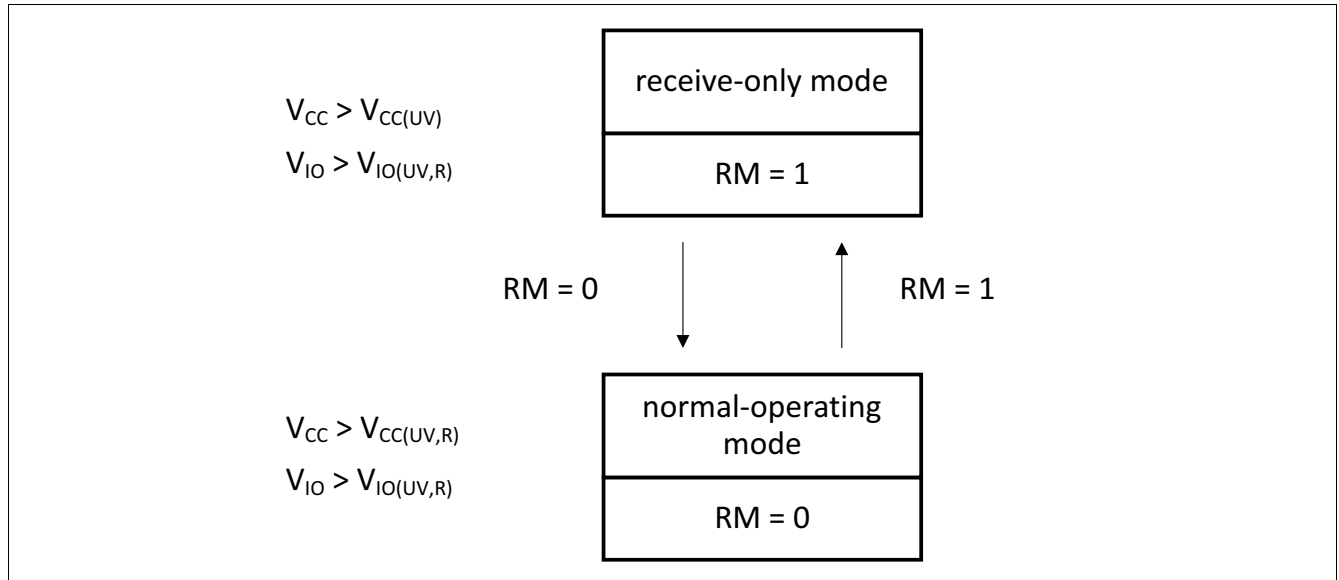 receive-only mode
V_CC > V_CC(UV)
V_IO > V_IO(UV,R)
RM = 1
RM = 0
RM = 1
normal-operating
mode
V_CC > V_CC(UV,R)
V_IO > V_IO(UV,R)
RM = 0